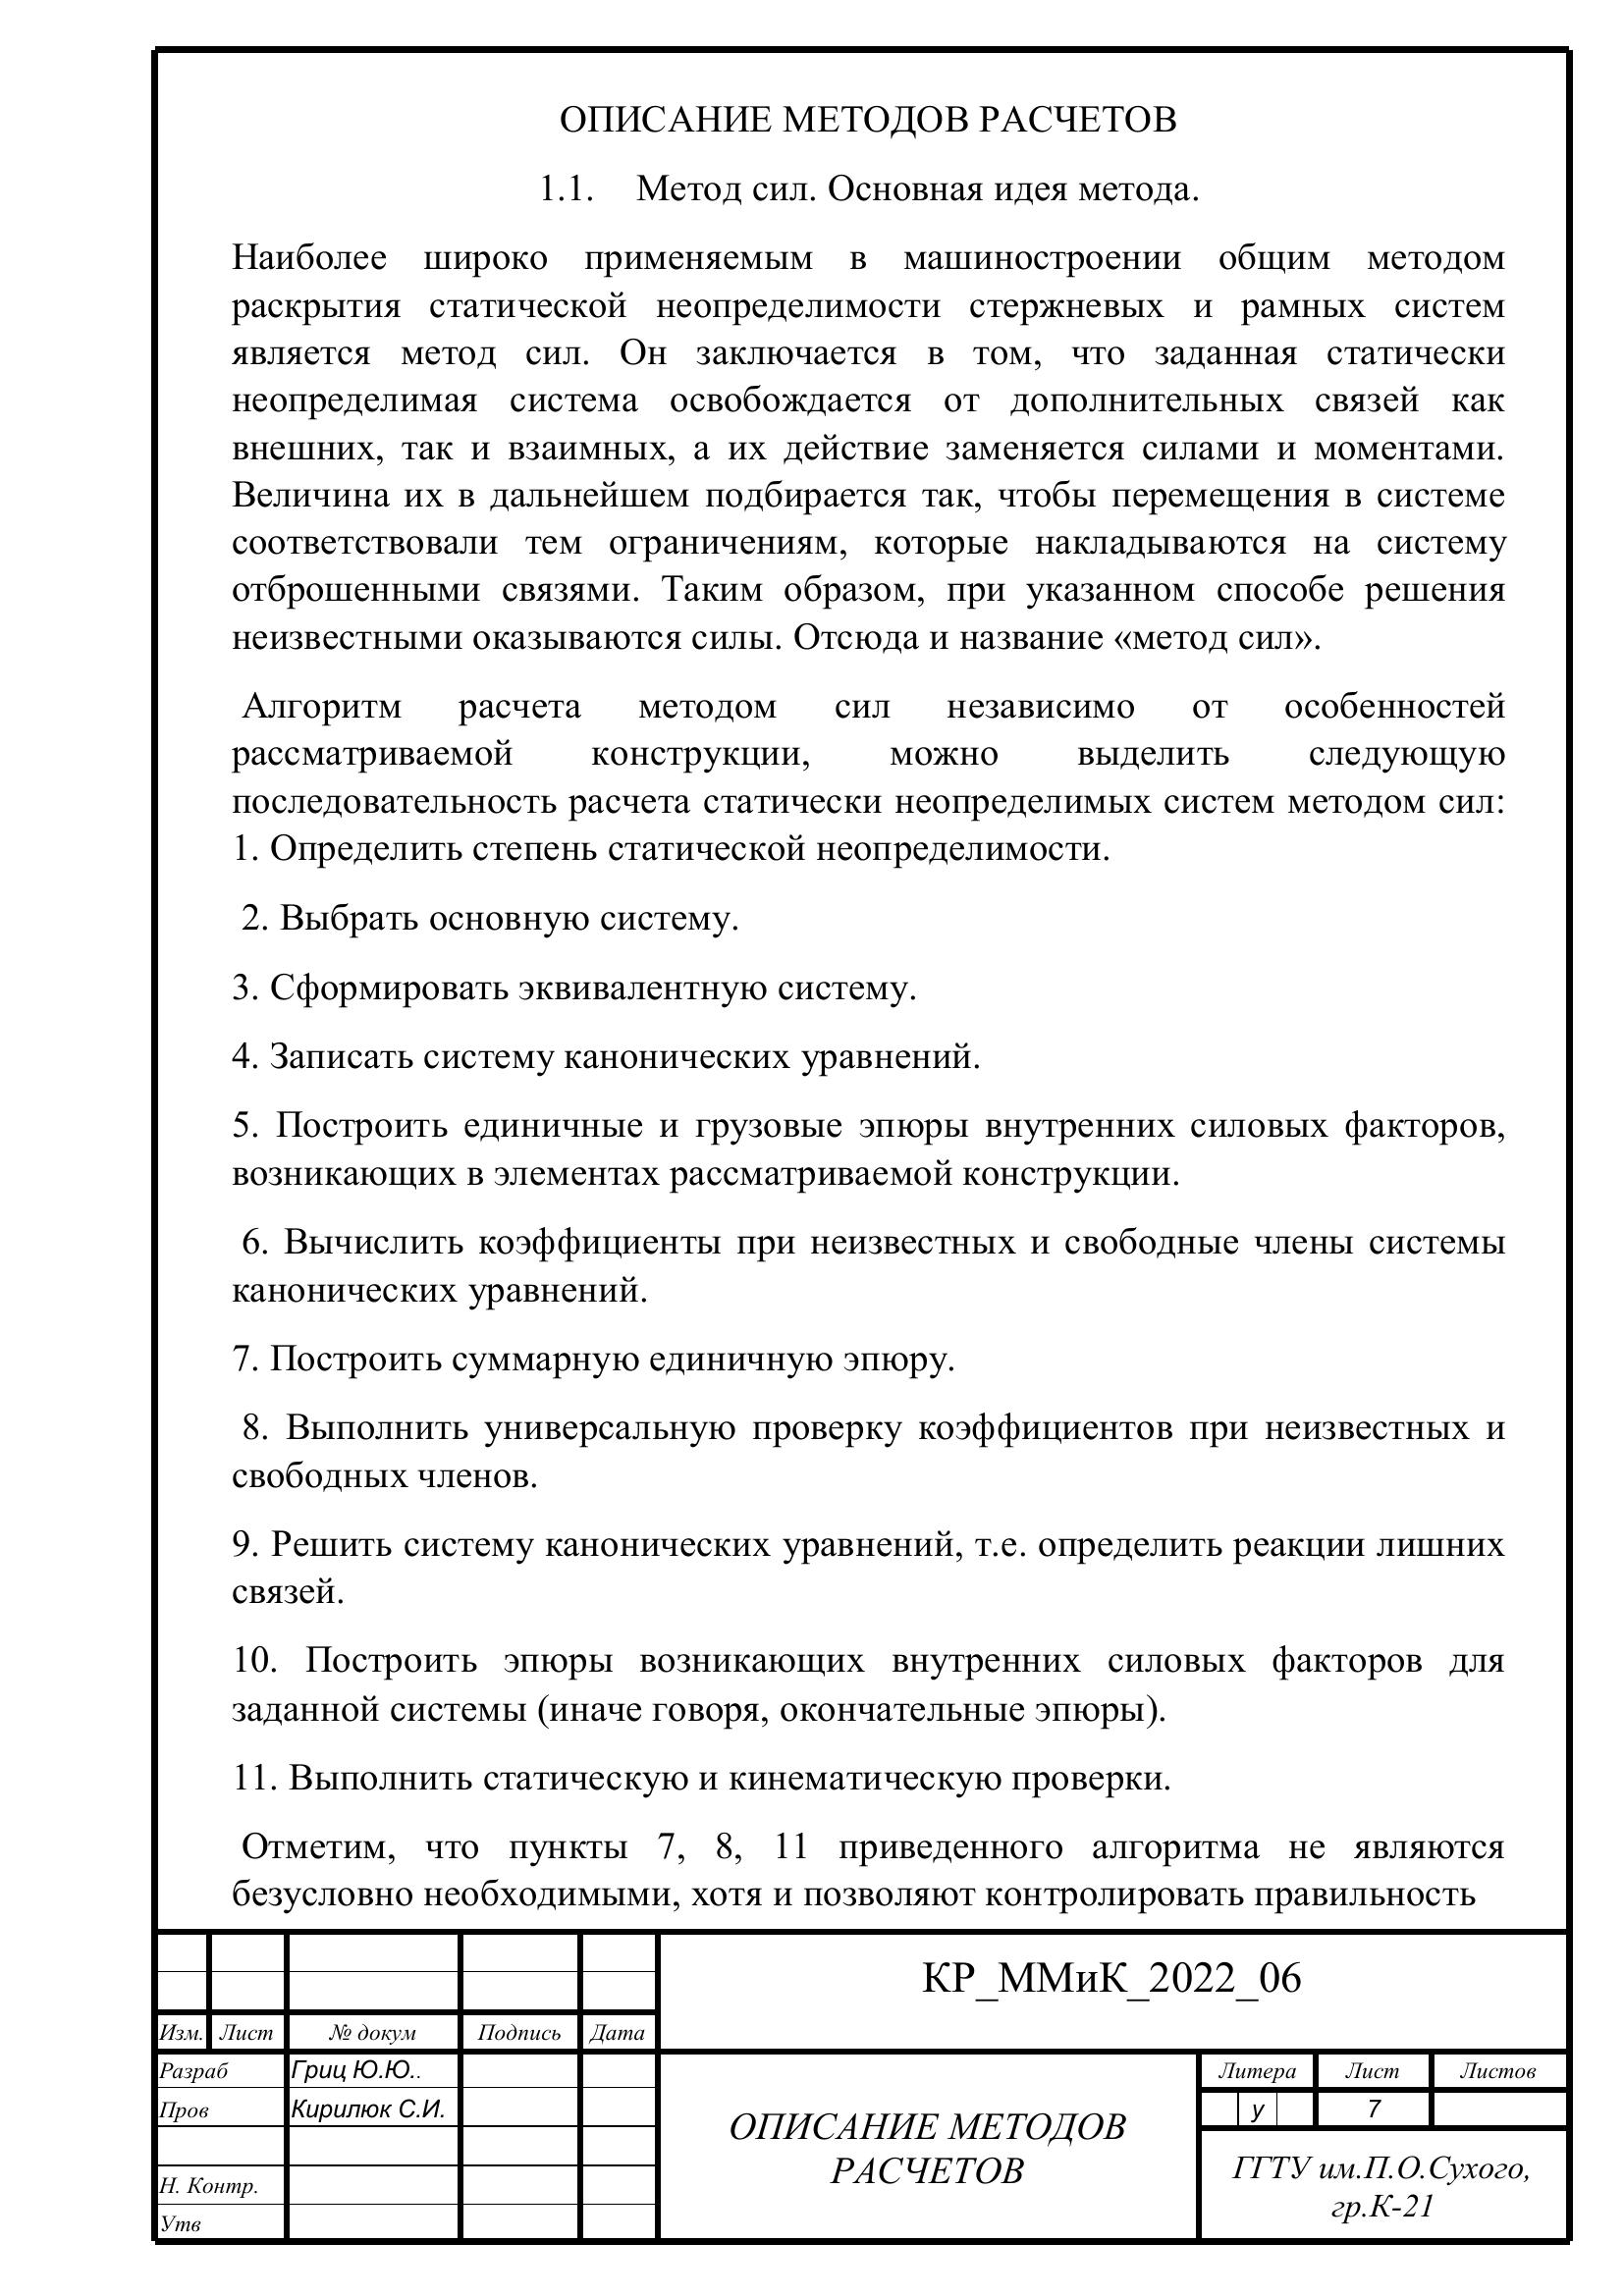 ОПИСАНИЕ МЕТОДОВ РАСЧЕТОВ
1.1. Метод сил. Основная идея метода.
Наиболее широко применяемым в машиностроении общим методом
раскрытия статической неопределимости стержневых и рамных систем
является метод сил. Он заключается в том, что заданная статически
неопределимая система освобождается от дополнительных связей как
внешних, так и взаимных, а их действие заменяется силами и моментами.
Величина их в дальнейшем подбирается так, чтобы перемещения в системе
соответствовали тем ограничениям, которые накладываются на систему
отброшенными связями. Таким образом, при указанном способе решения
неизвестными оказываются силы. Отсюда и название «метод сил».
Алгоритм расчета методом сил независимо от особенностей
рассматриваемой конструкции, можно выделить следующую
последовательность расчета статически неопределимых систем методом сил:
1. Определить степень статической неопределимости.
2. Выбрать основную систему.
3. Сформировать эквивалентную систему.
4. Записать систему канонических уравнений.
5. Построить единичные и грузовые эпюры внутренних силовых факторов,
возникающих в элементах рассматриваемой конструкции.
6. Вычислить коэффициенты при неизвестных и свободные члены системы
канонических уравнений.
7. Построить суммарную единичную эпюру.
8. Выполнить универсальную проверку коэффициентов при неизвестных и
свободных членов.
9. Решить систему канонических уравнений, т.е. определить реакции лишних
связей.
10. Построить эпюры возникающих внутренних силовых факторов для
заданной системы (иначе говоря, окончательные эпюры).
11. Выполнить статическую и кинематическую проверки.
Отметим, что пункты 7, 8, 11 приведенного алгоритма не являются
безусловно необходимыми, хотя и позволяют контролировать правильность
КР_ММиК_2022_06
Изм. Лист № докум Подпись Дата
Разраб Гриц Ю.Ю..
Литера Лист Листов
Пров Кирилюк С.И.
у 7
ОПИСАНИЕ МЕТОДОВ
РАСЧЕТОВ
ГГТУ им.П.О.Сухого,
гр.К-21
Н. Контр.
Утв